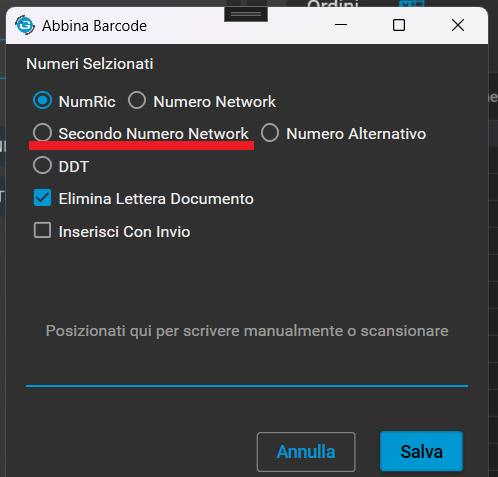 Ordini
Abbina Barcode
Numeri Selzionati
NumRic Numero Network
Secondo Numero Network Numero Alternativo
DDT
Elimina Lettera Documento
Inserisci Con Invio
Posizionati qui per scrivere manualmente o scansionare
Annulla Salva